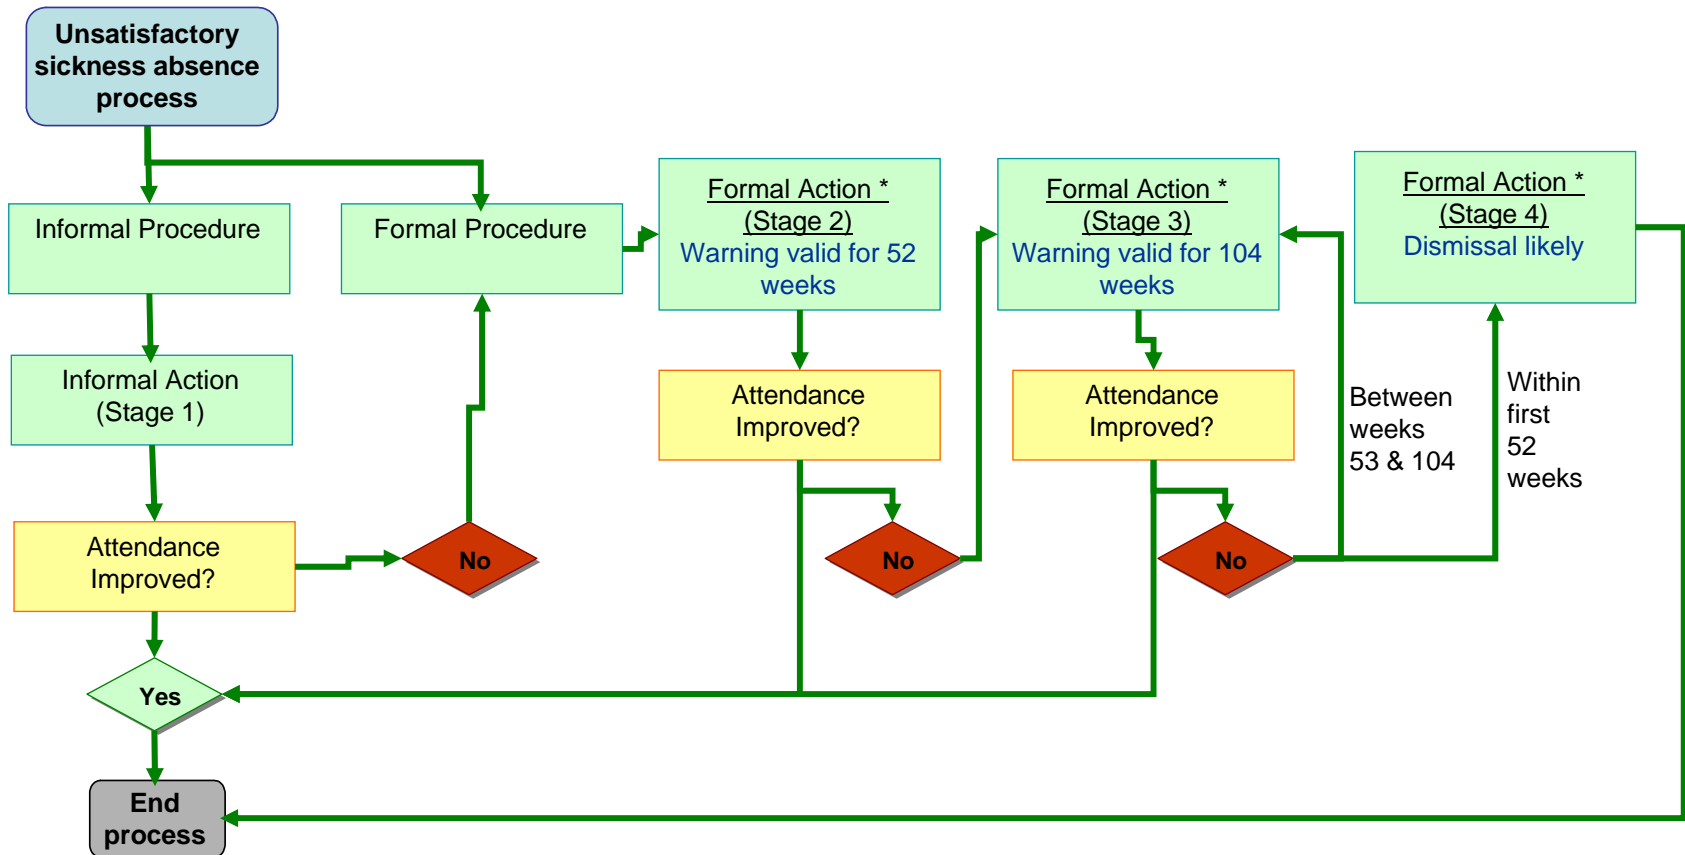 Unsatisfactory
sickness absence
process
Informal Procedure
Formal Procedure
Formal Action *
(Stage 2)
Warning valid for 52
weeks
Formal Action *
(Stage 3)
Warning valid for 104
weeks
Formal Action *
(Stage 4)
Dismissal likely
Informal Action
(Stage 1)
Attendance
Improved?
Attendance
Improved?
Between
weeks
53 & 104
Within
first
52
weeks
Attendance
Improved?
No
No
No
Yes
End
process